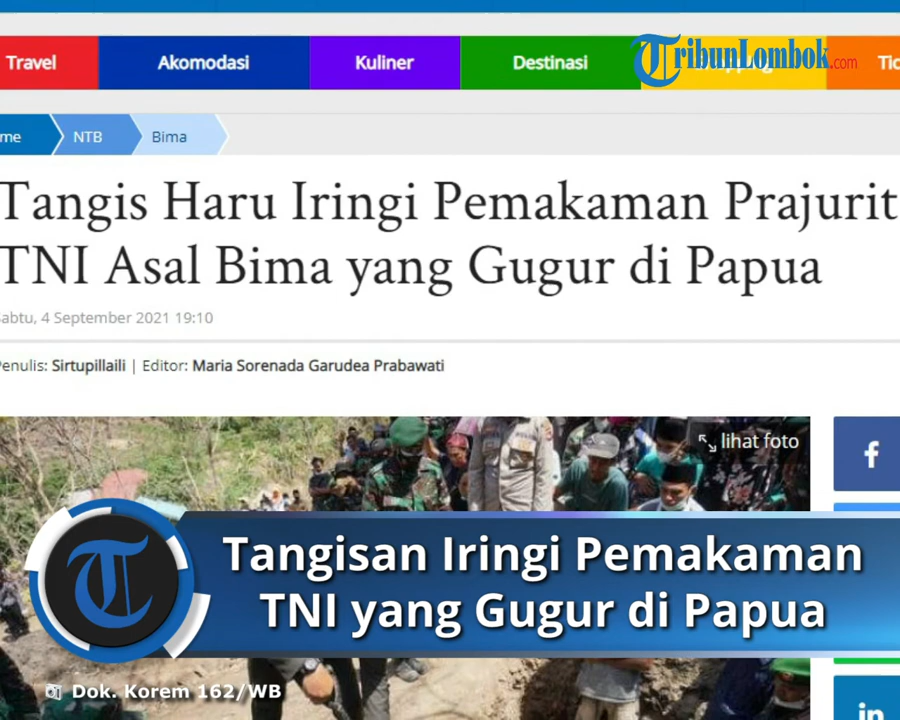 Travel Akomodasi Kuliner Destinasi TribunLombok.com
NTB Bima
Tangis Haru Iringi Pemakaman Prajurit
TNI Asal Bima yang Gugur di Papua
abtu, 4 September 2021 19:10
Penulis: Sirtupillaili | Editor: Maria Sorenada Garudea Prabawati
lihat foto
f
Tangisan Iringi Pemakaman
TNI yang Gugur di Papua
Dok. Korem 162/WB
in